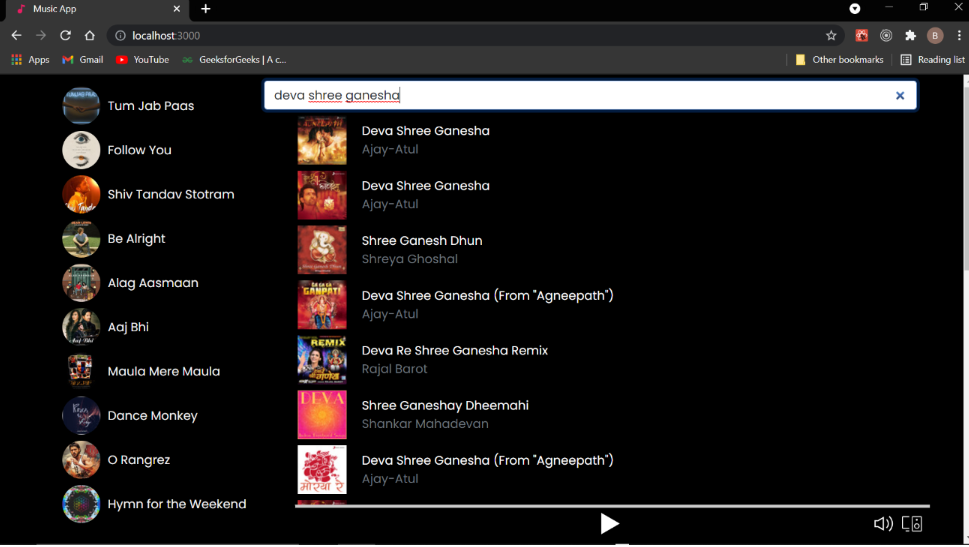 Music App
localhost:3000
Apps
Gmail
YouTube
GeeksforGeeks | A c...
Other bookmarks
Reading list
B
Tum Jab Paas
Follow You
Shiv Tandav Stotram
Be Alright
Alag Aasmaan
Aaj Bhi
Maula Mere Maula
Dance Monkey
O Rangrez
Hymn for the Weekend
deva shree ganesha
Deva Shree Ganesha
Ajay-Atul
Deva Shree Ganesha
Ajay-Atul
Shree Ganesh Dhun
Shreya Ghoshal
GANPATI
Deva Shree Ganesha (From "Agneepath")
Ajay-Atul
REMIX
Deva Re Shree Ganesha Remix
Rajal Barot
DEVA
Shree Ganeshay Dheemahi
Shankar Mahadevan
मोरया रे
Deva Shree Ganesha (From "Agneepath")
Ajay-Atul